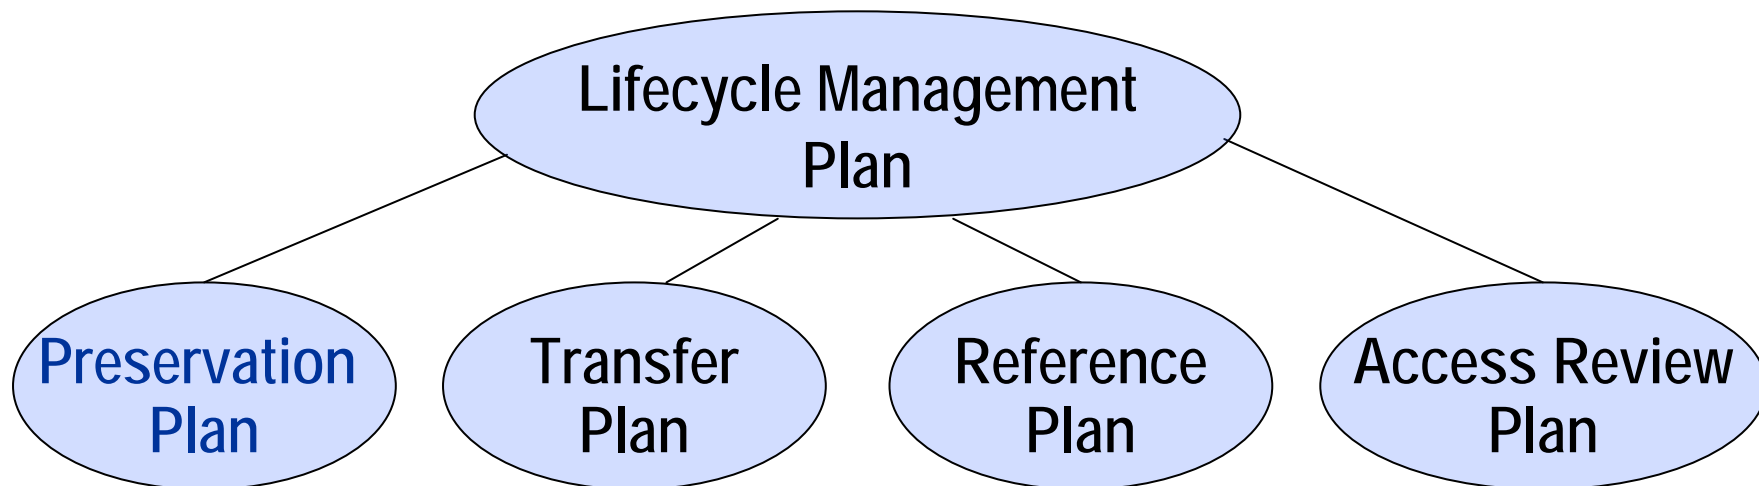 Lifecycle Management
Plan
Preservation
Plan
Transfer
Plan
Reference
Plan
Access Review
Plan